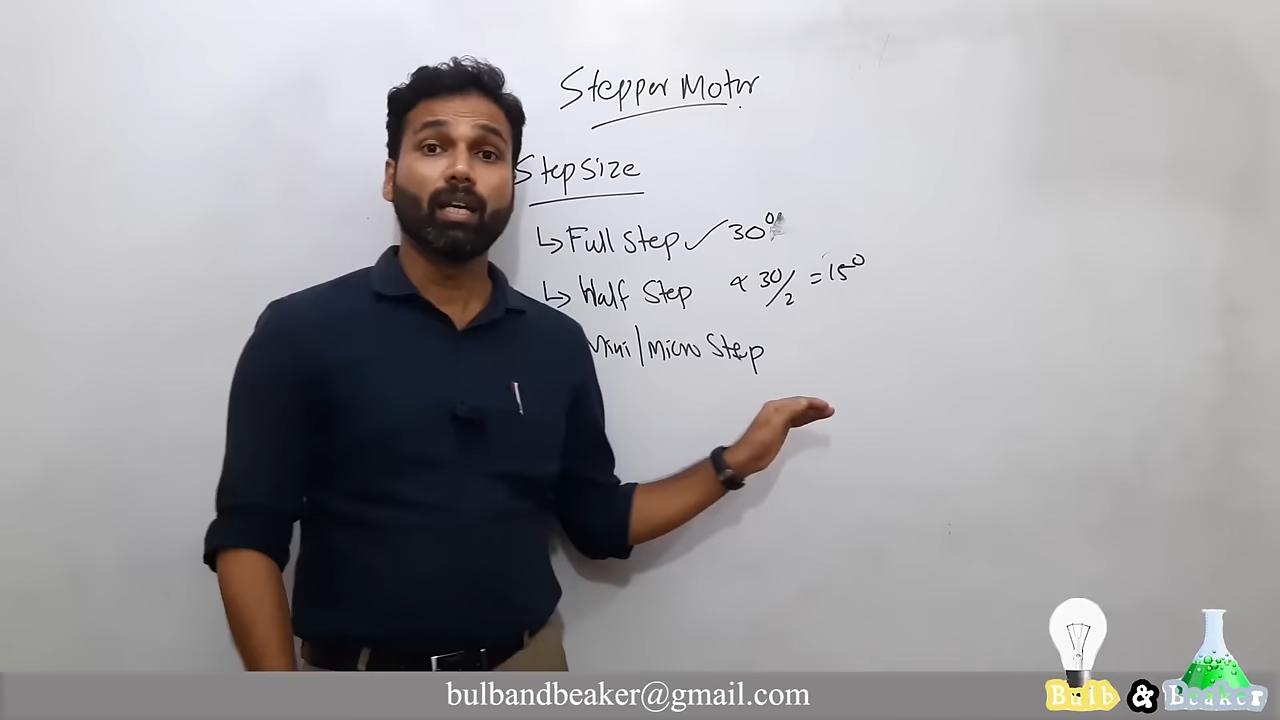 Stepper Motor
Step size
↳ Full Step ✓ 30°
↳ Half Step α 30/2 = 15°
Mini/Micro Step
bulbandbeaker@gmail.com
Bulb & Beaker